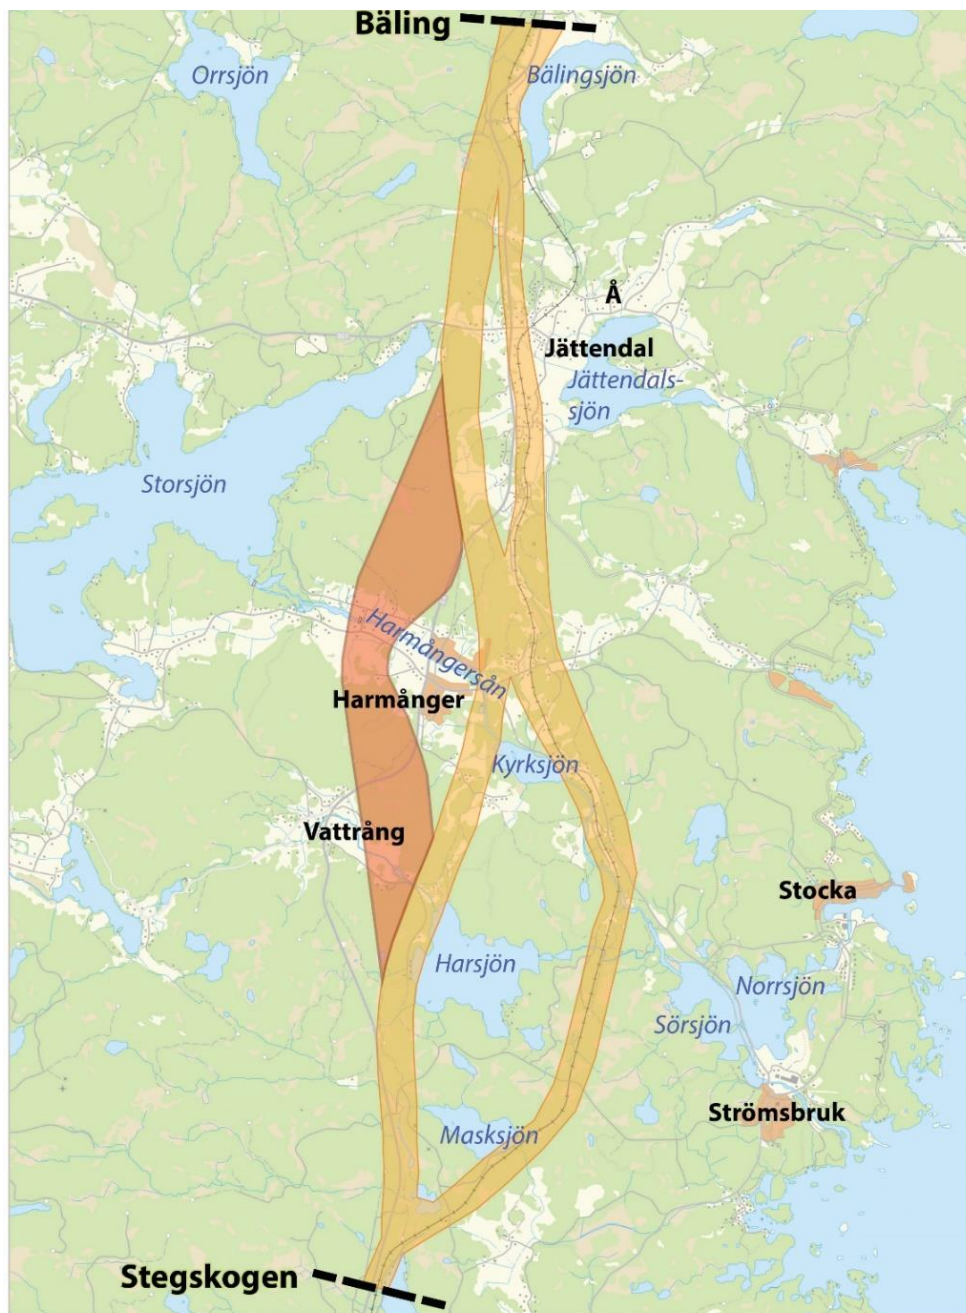 Bäling
Orrsjön
Bälingsjön
Å
Jättendal
Jättendals-
sjön
Storsjön
Harmångersån
Harmånger
Kyrksjön
Vattrång
Stocka
Harsjön
Norrsjön
Sörsjön
Strömsbruk
Masksjön
Stegskogen